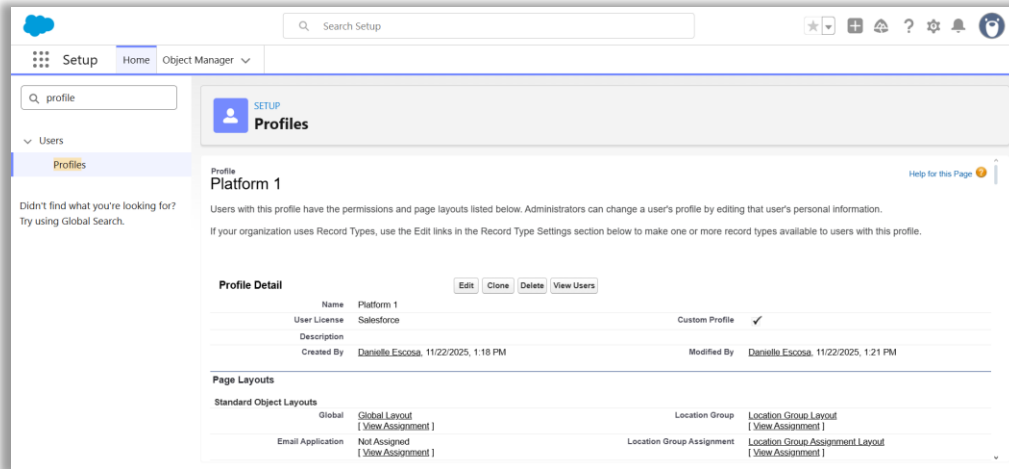 Search Setup
Setup Home Object Manager
profile
Users
Profiles
Didn't find what you're looking for?
Try using Global Search.
SETUP
Profiles
Profile
Platform 1
Help for this Page
Users with this profile have the permissions and page layouts listed below. Administrators can change a user's profile by editing that user's personal information.
If your organization uses Record Types, use the Edit links in the Record Type Settings section below to make one or more record types available to users with this profile.
Profile Detail Edit Clone Delete View Users
Name Platform 1
User License Salesforce Custom Profile ✓
Description
Created By Danielle Escosa, 11/22/2025, 1:18 PM Modified By Danielle Escosa, 11/22/2025, 1:21 PM
Page Layouts
Standard Object Layouts
Global Global Layout Location Group Location Group Layout
[ View Assignment ] [ View Assignment ]
Email Application Not Assigned Location Group Assignment Location Group Assignment Layout
[ View Assignment ] [ View Assignment ]